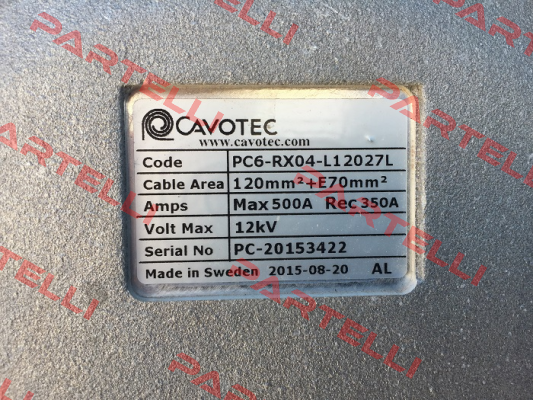 CAVOTEC
www.cavotec.com
Code PC6-RX04-L12027L
Cable Area 120mm²+E70mm²
Amps Max 500A Rec 350A
Volt Max 12kV
Serial No PC-20153422
Made in Sweden 2015-08-20 AL
PARTELLI
PARTELLI
PARTELLI
PARTELLI
PARTELLI
PARTELLI